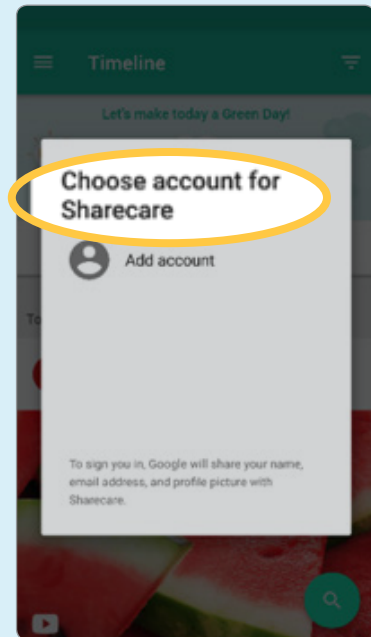 Timeline
Let's make today a Green Day!
Choose account for
Sharecare
Add account
To
To sign you in, Google will share your name,
email address, and profile picture with
Sharecare.